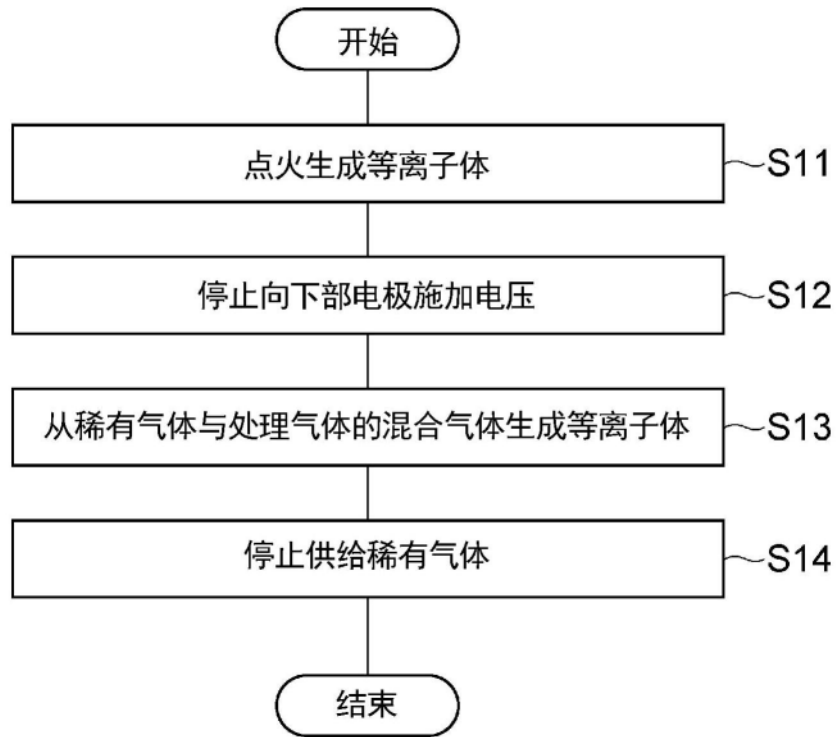 开始
点火生成等离子体
S11
停止向下部电极施加电压
S12
从稀有气体与处理气体的混合气体生成等离子体
S13
停止供给稀有气体
S14
结束